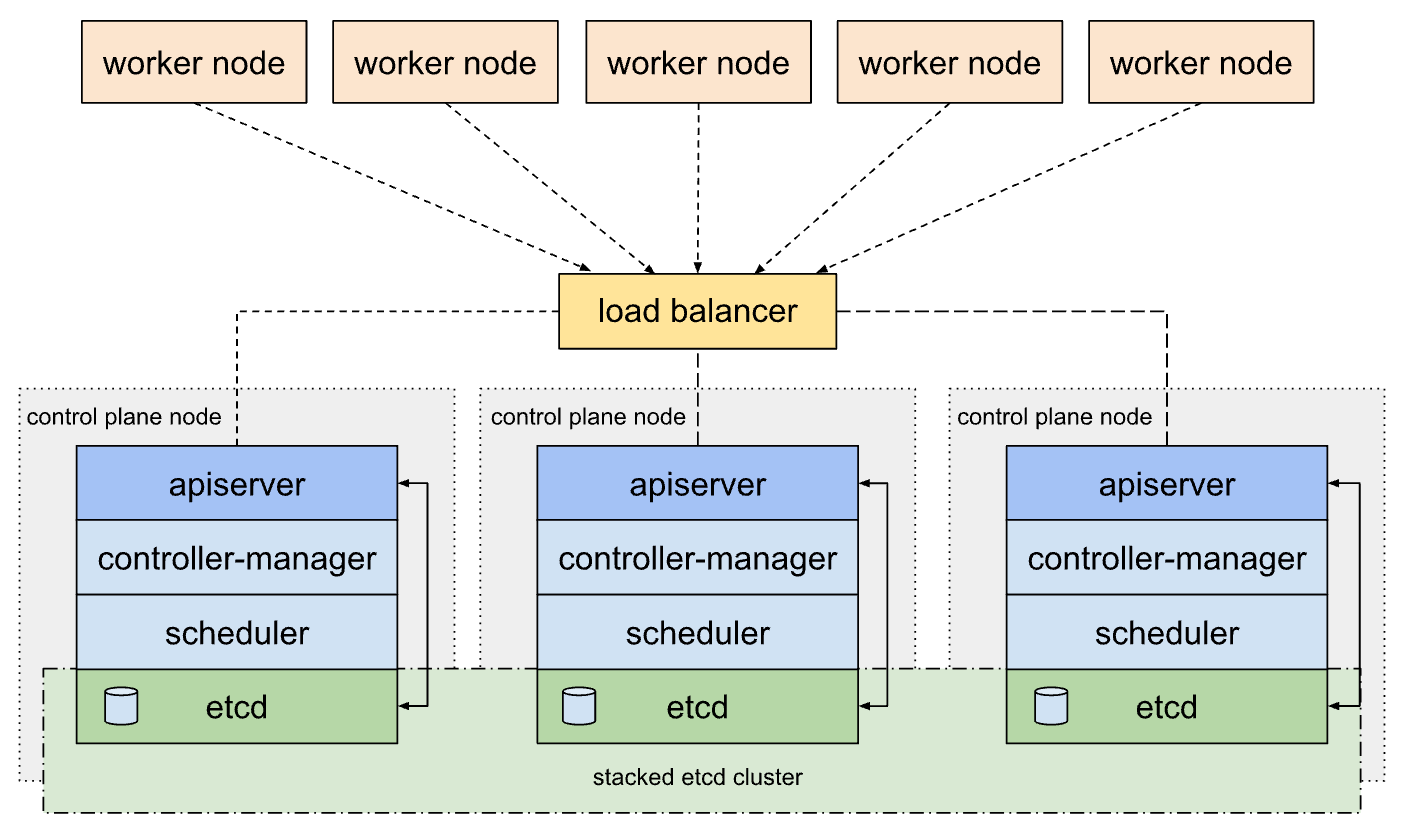 worker node
worker node
worker node
worker node
worker node
load balancer
control plane node
control plane node
control plane node
apiserver
apiserver
apiserver
controller-manager
controller-manager
controller-manager
scheduler
scheduler
scheduler
etcd
etcd
etcd
stacked etcd cluster